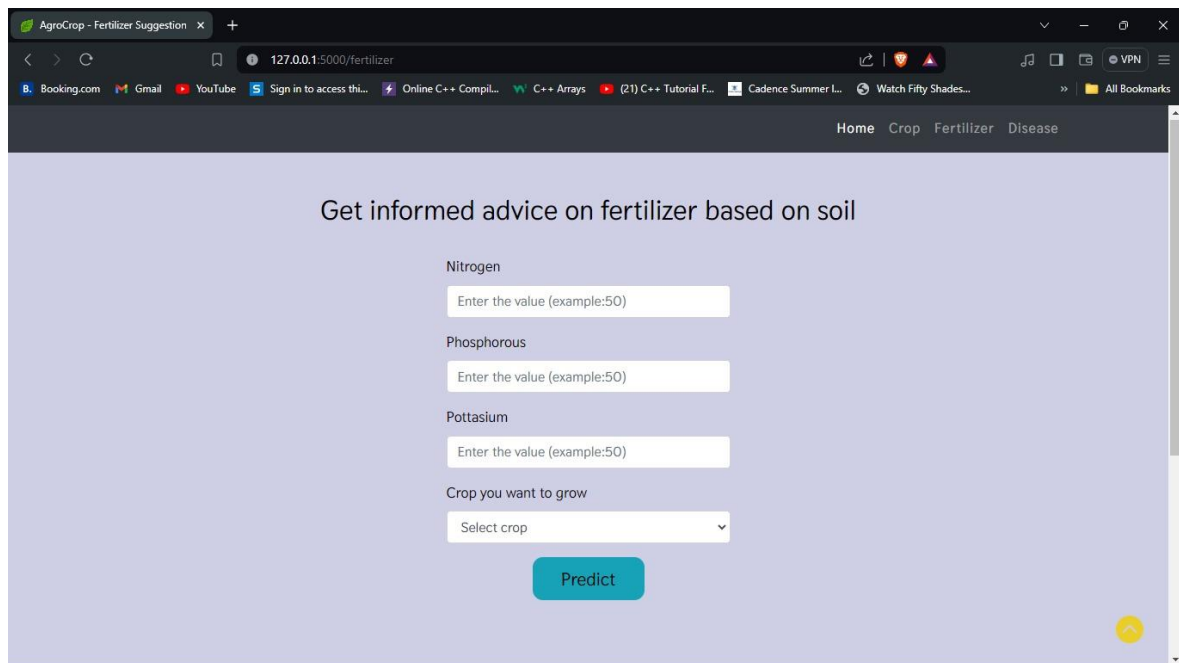 AgroCrop - Fertilizer Suggestion
127.0.0.1:5000/fertilizer
VPN
B. Booking.com Gmail YouTube S Sign in to access thi... Online C++ Compil... C++ Arrays (21) C++ Tutorial F... Cadence Summer I... Watch Fifty Shades... » All Bookmarks
Home Crop Fertilizer Disease
Get informed advice on fertilizer based on soil
Nitrogen
Enter the value (example:50)
Phosphorous
Enter the value (example:50)
Pottasium
Enter the value (example:50)
Crop you want to grow
Select crop
Predict